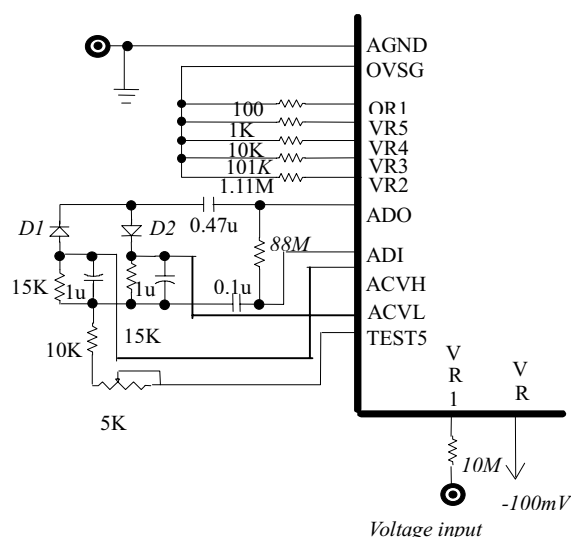 AGND
OVSG
OR1
100
VR5
1K
VR4
10K
VR3
101K
VR2
1.11M
ADO
D1
D2
0.47u
88M
ADI
ACVH
15K
1u
1u
0.1u
ACVL
15K
TEST5
10K
5K
V
R
1
V
R
10M
-100mV
Voltage input